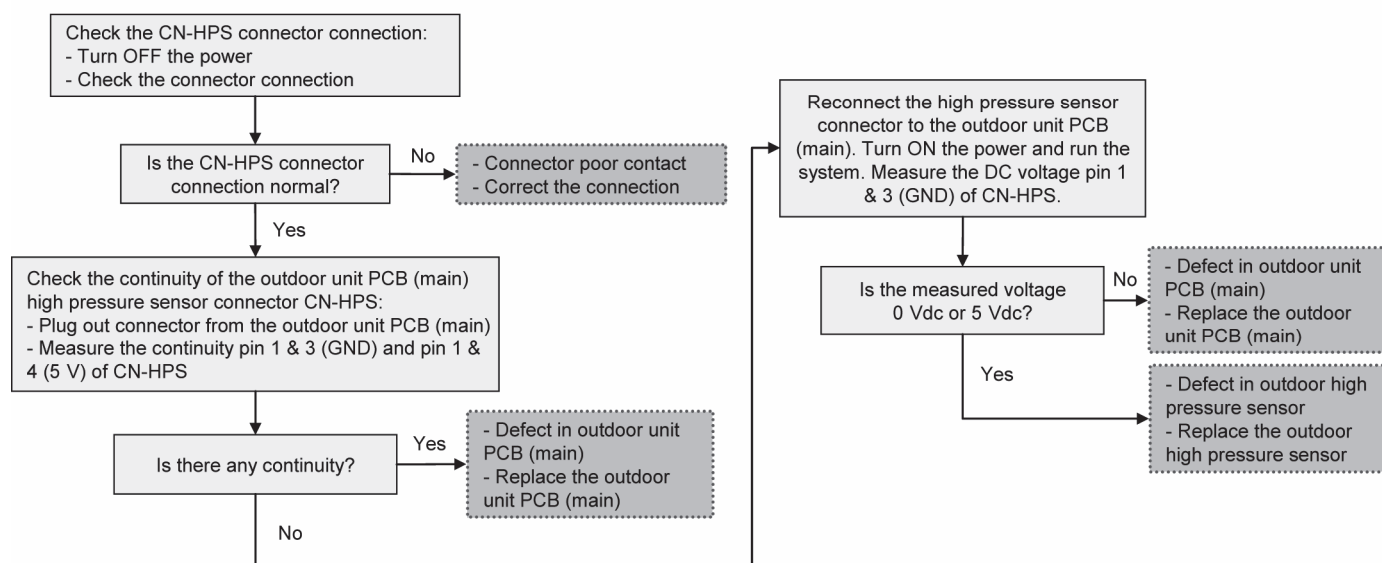 Check the CN-HPS connector connection:
- Turn OFF the power
- Check the connector connection
Is the CN-HPS connector
connection normal?
No
- Connector poor contact
- Correct the connection
Yes
Check the continuity of the outdoor unit PCB (main)
high pressure sensor connector CN-HPS:
- Plug out connector from the outdoor unit PCB (main)
- Measure the continuity pin 1 & 3 (GND) and pin 1 &
4 (5 V) of CN-HPS
Is there any continuity?
Yes
- Defect in outdoor unit
PCB (main)
- Replace the outdoor
unit PCB (main)
No
Reconnect the high pressure sensor
connector to the outdoor unit PCB
(main). Turn ON the power and run the
system. Measure the DC voltage pin 1
& 3 (GND) of CN-HPS.
Is the measured voltage
0 Vdc or 5 Vdc?
No
- Defect in outdoor unit
PCB (main)
- Replace the outdoor
unit PCB (main)
Yes
- Defect in outdoor high
pressure sensor
- Replace the outdoor
high pressure sensor